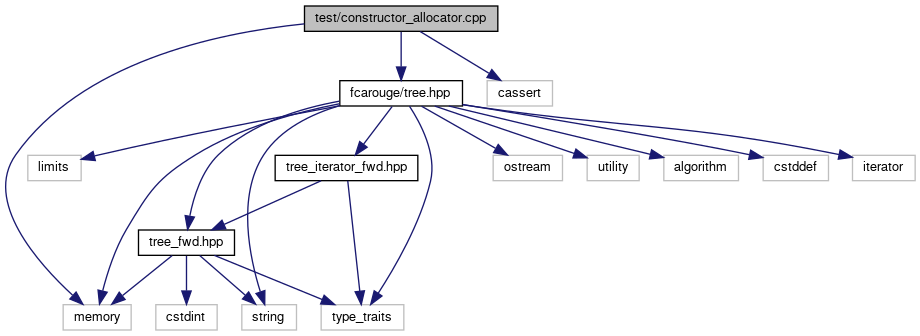 test/constructor_allocator.cpp
fcarouge/tree.hpp
cassert
limits
tree_iterator_fwd.hpp
ostream
utility
algorithm
cstddef
iterator
tree_fwd.hpp
memory
cstdint
string
type_traits